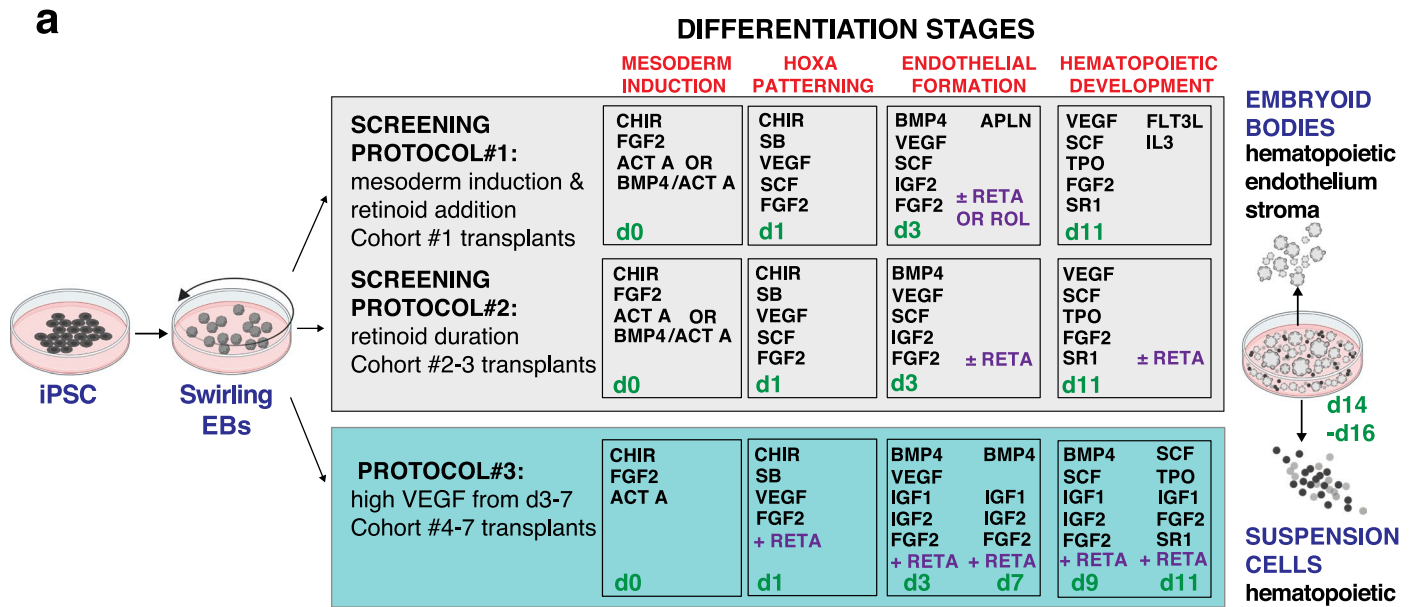 a
DIFFERENTIATION STAGES
MESODERM
INDUCTION
HOXA
PATTERNING
ENDOTHELIAL
FORMATION
HEMATOPOIETIC
DEVELOPMENT
iPSC
Swirling
EBs
SCREENING
PROTOCOL#1:
mesoderm induction &
retinoid addition
Cohort #1 transplants
CHIR
FGF2
ACT A OR
BMP4/ACT A
d0
CHIR
SB
VEGF
SCF
FGF2
d1
BMP4 APLN
VEGF
SCF
IGF2
FGF2
± RETA
OR ROL
d3
VEGF FLT3L
SCF IL3
TPO
FGF2
SR1
d11
SCREENING
PROTOCOL#2:
retinoid duration
Cohort #2-3 transplants
CHIR
FGF2
ACT A OR
BMP4/ACT A
d0
CHIR
SB
VEGF
SCF
FGF2
d1
BMP4
VEGF
SCF
IGF2
FGF2 ± RETA
d3
VEGF
SCF
TPO
FGF2
SR1 ± RETA
d11
PROTOCOL#3:
high VEGF from d3-7
Cohort #4-7 transplants
CHIR
FGF2
ACT A
d0
CHIR
SB
VEGF
FGF2
+ RETA
d1
BMP4
VEGF
IGF1
IGF2
FGF2
+ RETA
d3
BMP4
IGF1
IGF2
FGF2
+ RETA
d7
BMP4
SCF
IGF1
IGF2
FGF2
+ RETA
d9
SCF
TPO
IGF1
FGF2
SR1
+ RETA
d11
EMBRYOID
BODIES
hematopoietic
endothelium
stroma
d14
-d16
SUSPENSION
CELLS
hematopoietic